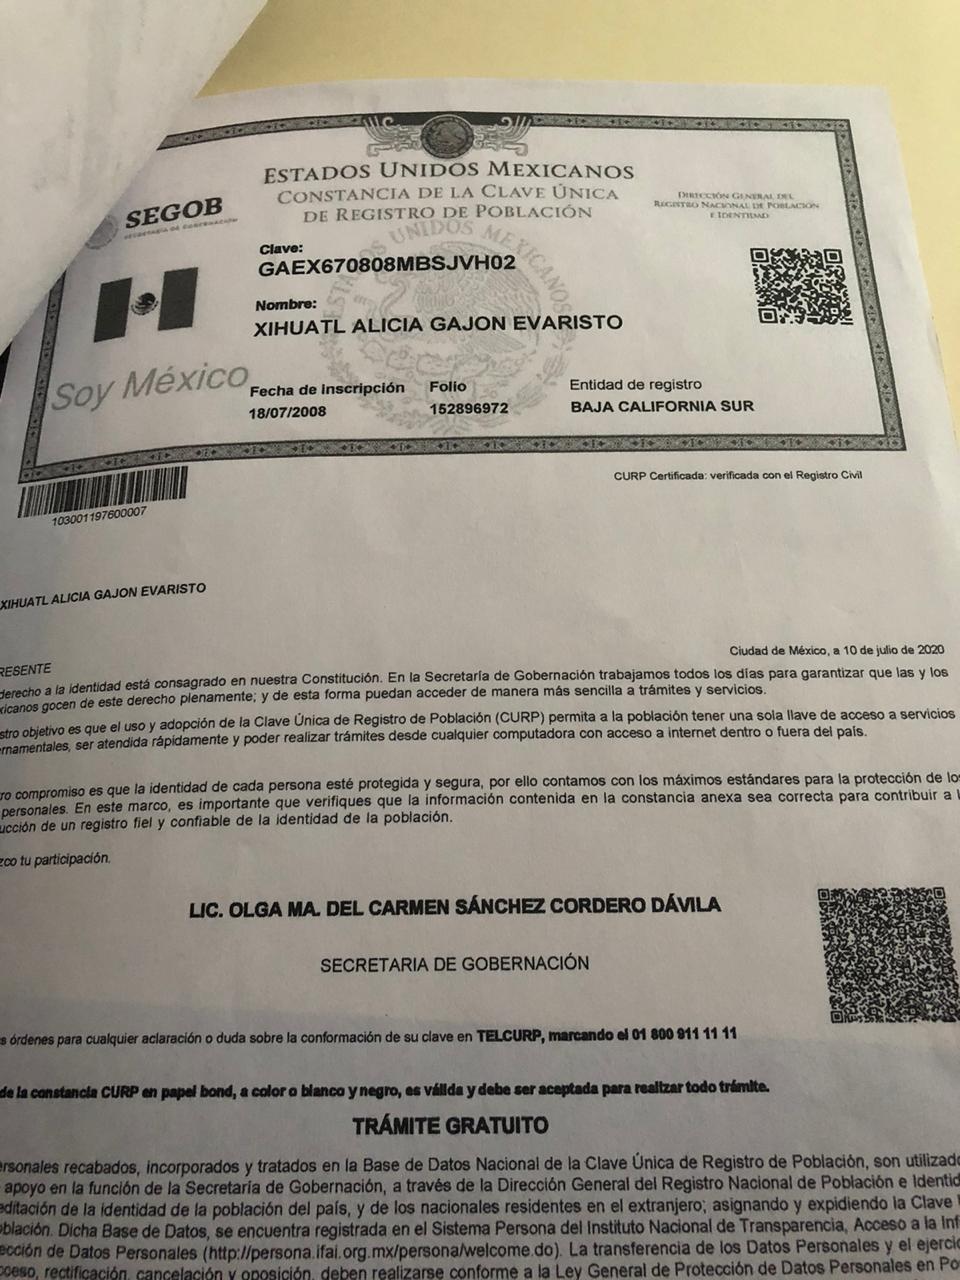 ESTADOS UNIDOS MEXICANOS
CONSTANCIA DE LA CLAVE ÚNICA
DE REGISTRO DE POBLACIÓN
SEGOB
SECRETARÍA DE GOBERNACIÓN
DIRECCIÓN GENERAL DEL
REGISTRO NACIONAL DE POBLACIÓN
E IDENTIDAD
ESTADOS UNIDOS MEXICANOS
Clave:
GAEX670808MBSJVH02
Nombre:
XIHUATL ALICIA GAJON EVARISTO
Soy México
Fecha de inscripción
18/07/2008
Folio
152896972
Entidad de registro
BAJA CALIFORNIA SUR
103001197600007
CURP Certificada: verificada con el Registro Civil
XIHUATL ALICIA GAJON EVARISTO
Ciudad de México, a 10 de julio de 2020
RESENTE
derecho a la identidad está consagrado en nuestra Constitución. En la Secretaría de Gobernación trabajamos todos los días para garantizar que las y los
xicanos gocen de este derecho plenamente; y de esta forma puedan acceder de manera más sencilla a trámites y servicios.
stro objetivo es que el uso y adopción de la Clave Única de Registro de Población (CURP) permita a la población tener una sola llave de acceso a servicios
ernamentales, ser atendida rápidamente y poder realizar trámites desde cualquier computadora con acceso a internet dentro o fuera del país.
ro compromiso es que la identidad de cada persona esté protegida y segura, por ello contamos con los máximos estándares para la protección de lo
personales. En este marco, es importante que verifiques que la información contenida en la constancia anexa sea correcta para contribuir a l
ucción de un registro fiel y confiable de la identidad de la población.
zco tu participación.
LIC. OLGA MA. DEL CARMEN SÁNCHEZ CORDERO DÁVILA
SECRETARIA DE GOBERNACIÓN
s órdenes para cualquier aclaración o duda sobre la conformación de su clave en TELCURP, marcando el 01 800 911 11 11
de la constancia CURP en papel bond, a color o blanco y negro, es válida y debe ser aceptada para realizar todo trámite.
TRÁMITE GRATUITO
ersonales recabados, incorporados y tratados en la Base de Datos Nacional de la Clave Única de Registro de Población, son utilizado
apoyo en la función de la Secretaría de Gobernación, a través de la Dirección General del Registro Nacional de Población e Identid
editación de la identidad de la población del país, y de los nacionales residentes en el extranjero; asignando y expidiendo la Clave
oblación. Dicha Base de Datos, se encuentra registrada en el Sistema Persona del Instituto Nacional de Transparencia, Acceso a la Inf
ección de Datos Personales (http://persona.ifai.org.mx/persona/welcome.do). La transferencia de los Datos Personales y el ejerci
cceso, rectificación, cancelación y oposición, deben realizarse conforme a la Ley General de Protección de Datos Personales en Po